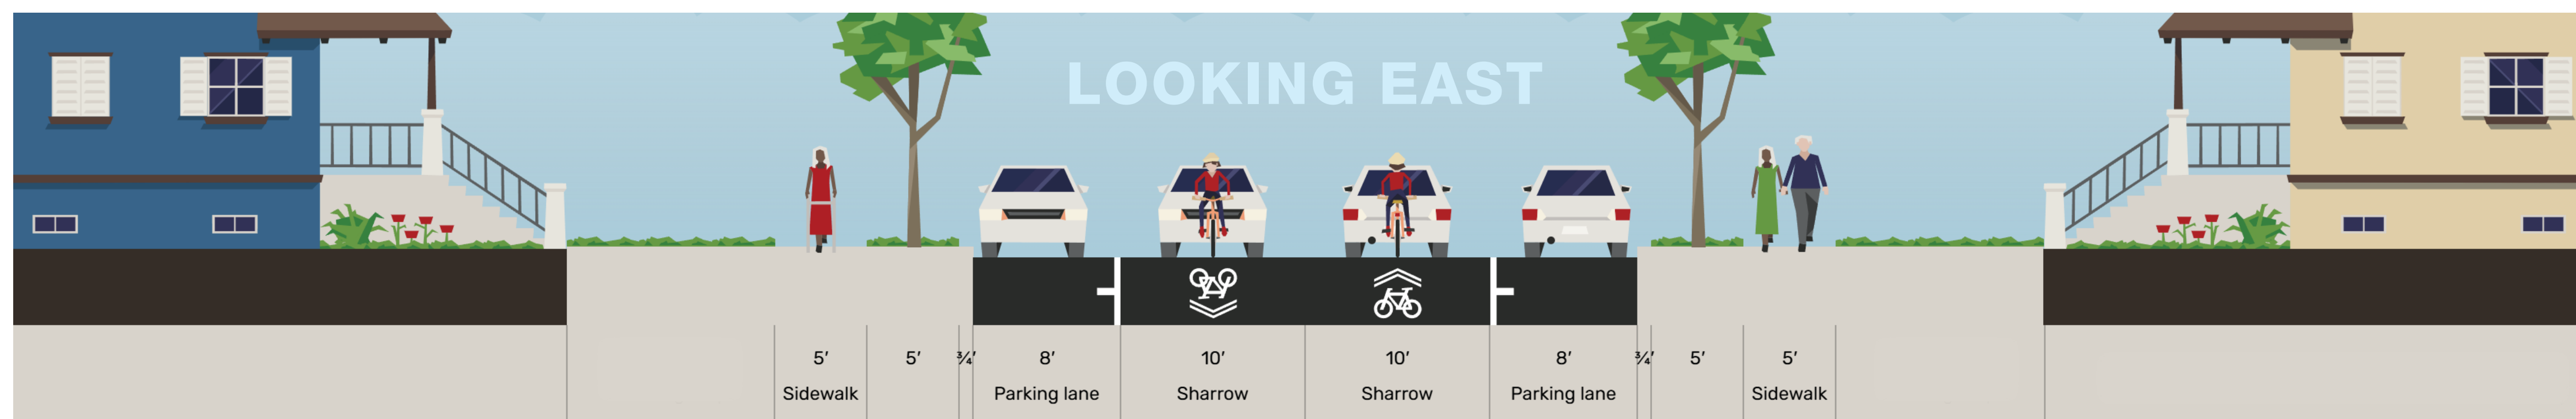 LOOKING EAST
5’ 5’ ¾’ 8’ 10’ 10’ 8’ ¾’ 5’ 5’
Sidewalk Parking lane Sharrow Sharrow Parking lane Sidewalk